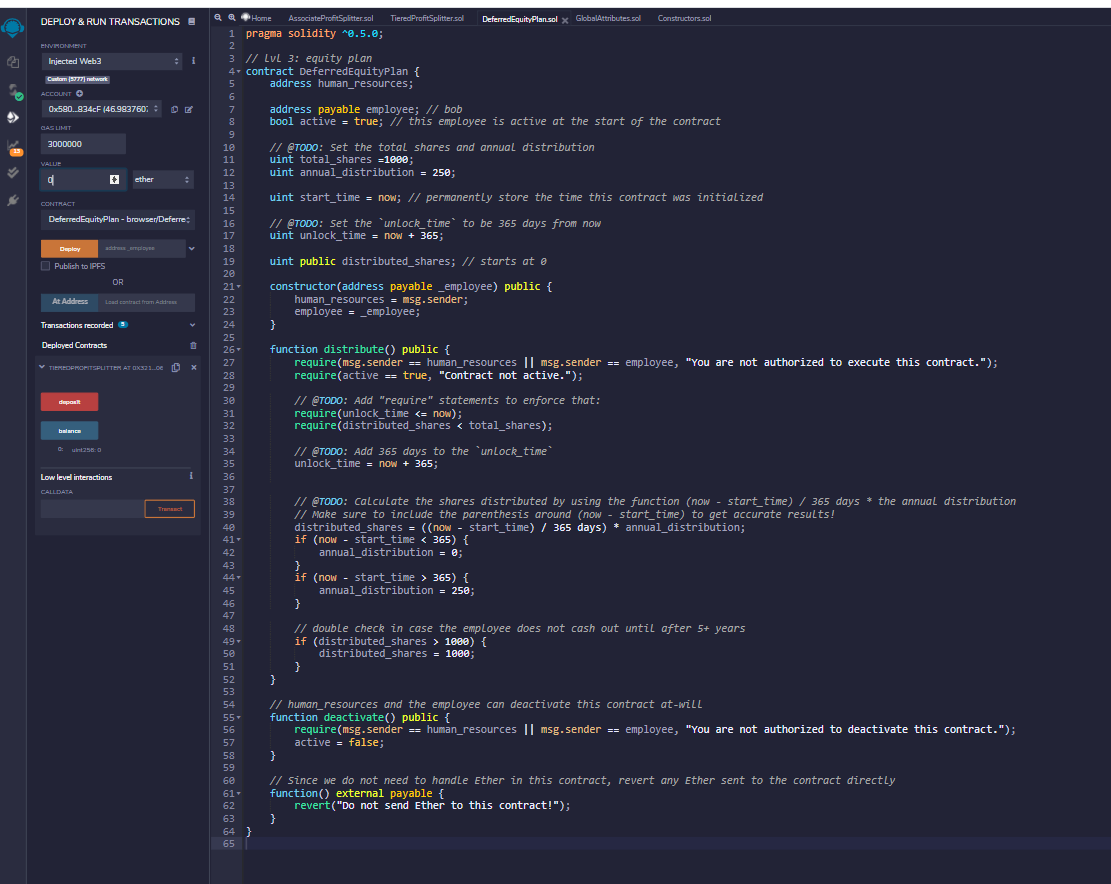 DEPLOY & RUN TRANSACTIONS
ENVIRONMENT
Injected Web3
Custom (5777) network
ACCOUNT
0x580...834cF (46.9837607
GAS LIMIT
3000000
VALUE
0
ether
CONTRACT
DeferredEquityPlan - browser/Deferre
Deploy
address _employee
Publish to IPFS
OR
At Address
Load contract from Address
Transactions recorded 5
Deployed Contracts
TIEREDPROFITSPLITTER AT 0X321...0E
deposit
balance
0: uint256: 0
Low level interactions
CALLDATA
Transact
13
Home AssociateProfitSplitter.sol TieredProfitSplitter.sol DeferredEquityPlan.sol GlobalAttributes.sol Constructors.sol
1 pragma solidity ^0.5.0;
2
3 // lvl 3: equity plan
4 contract DeferredEquityPlan {
5 address human_resources;
6
7 address payable employee; // bob
8 bool active = true; // this employee is active at the start of the contract
9
10 // @TODO: Set the total shares and annual distribution
11 uint total_shares =1000;
12 uint annual_distribution = 250;
13
14 uint start_time = now; // permanently store the time this contract was initialized
15
16 // @TODO: Set the `unlock_time` to be 365 days from now
17 uint unlock_time = now + 365;
18
19 uint public distributed_shares; // starts at 0
20
21 constructor(address payable _employee) public {
22 human_resources = msg.sender;
23 employee = _employee;
24 }
25
26 function distribute() public {
27 require(msg.sender == human_resources || msg.sender == employee, "You are not authorized to execute this contract.");
28 require(active == true, "Contract not active.");
29
30 // @TODO: Add "require" statements to enforce that:
31 require(unlock_time <= now);
32 require(distributed_shares < total_shares);
33
34 // @TODO: Add 365 days to the `unlock_time`
35 unlock_time = now + 365;
36
37
38 // @TODO: Calculate the shares distributed by using the function (now - start_time) / 365 days * the annual distribution
39 // Make sure to include the parenthesis around (now - start_time) to get accurate results!
40 distributed_shares = ((now - start_time) / 365 days) * annual_distribution;
41 if (now - start_time < 365) {
42 annual_distribution = 0;
43 }
44 if (now - start_time > 365) {
45 annual_distribution = 250;
46 }
47
48 // double check in case the employee does not cash out until after 5+ years
49 if (distributed_shares > 1000) {
50 distributed_shares = 1000;
51 }
52 }
53
54 // human_resources and the employee can deactivate this contract at-will
55 function deactivate() public {
56 require(msg.sender == human_resources || msg.sender == employee, "You are not authorized to deactivate this contract.");
57 active = false;
58 }
59
60 // Since we do not need to handle Ether in this contract, revert any Ether sent to the contract directly
61 function() external payable {
62 revert("Do not send Ether to this contract!");
63 }
64 }
65